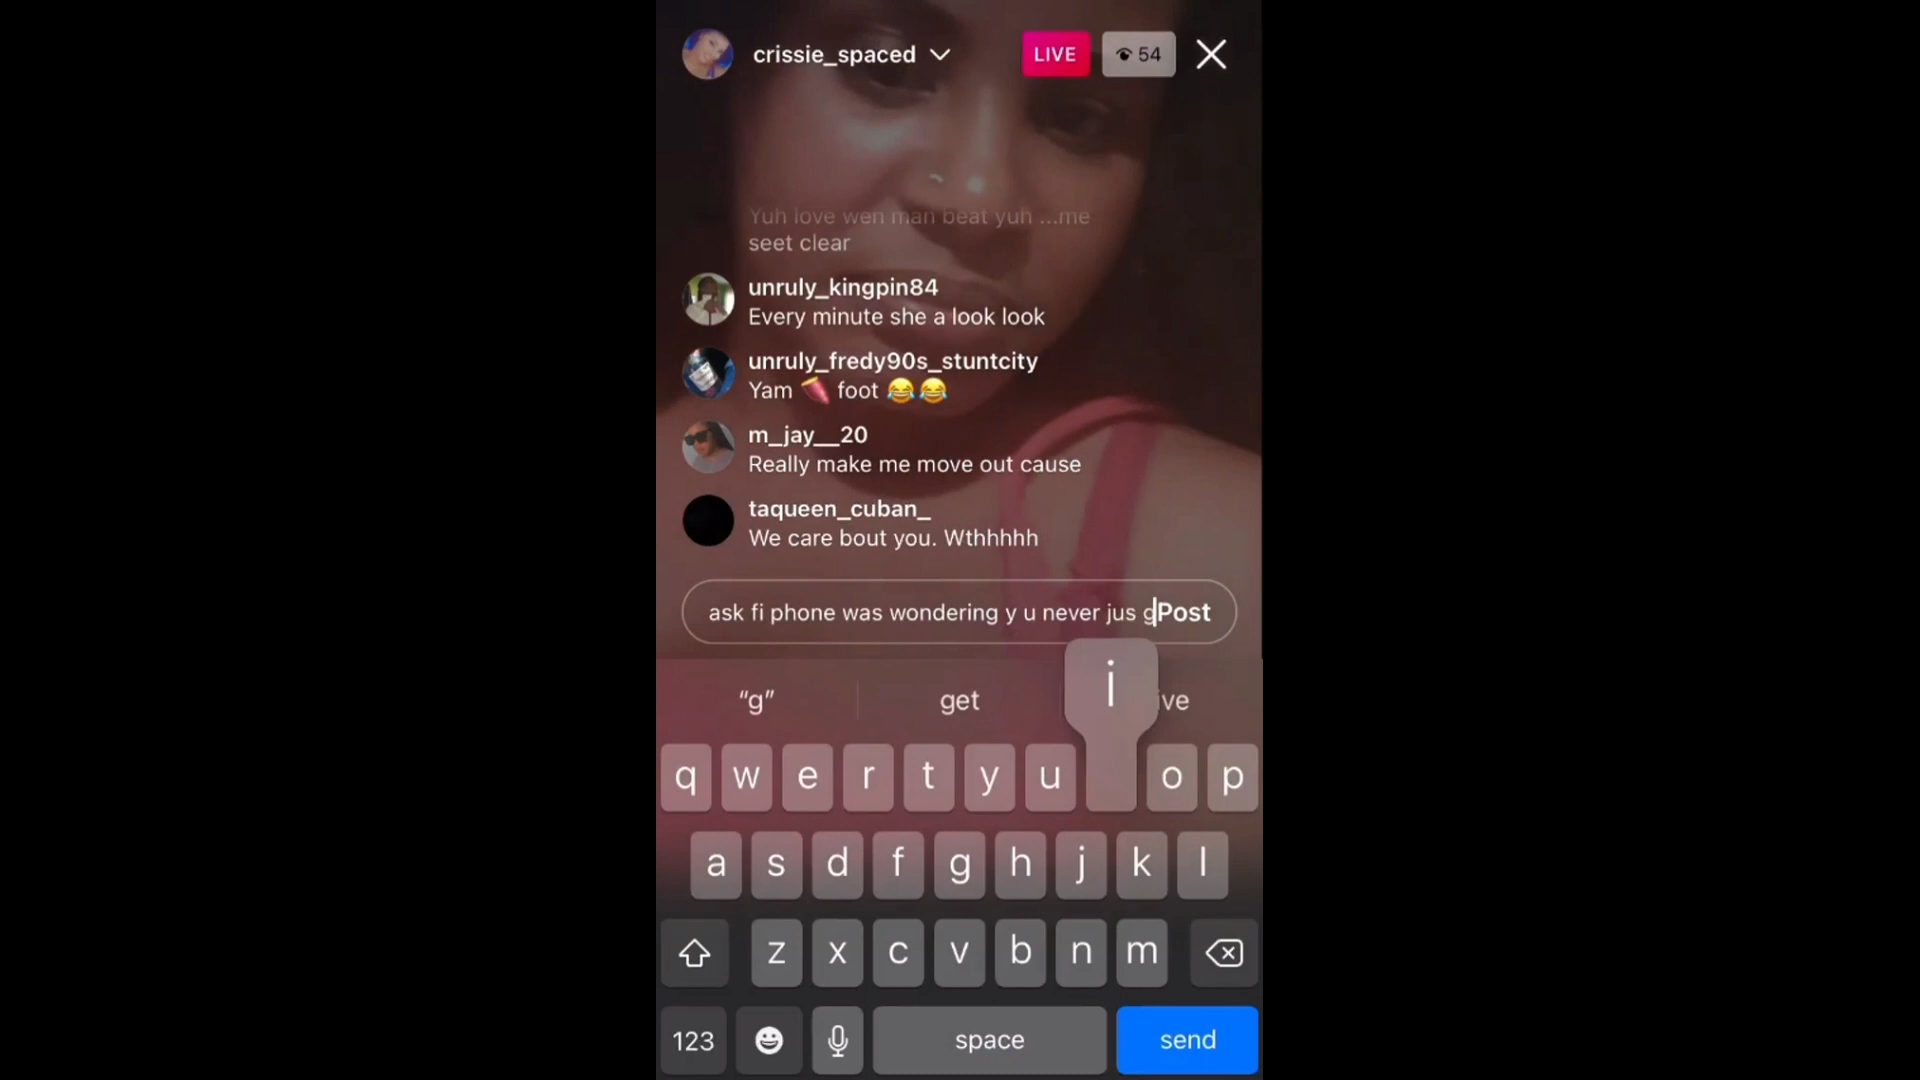 crissie_spaced
LIVE
54
Yuh love wen man beat yuh ...me
seet clear
unruly_kingpin84
Every minute she a look look
unruly_fredy90s_stuntcity
Yam 🍠 foot 😂😂
m_jay__20
Really make me move out cause
taqueen_cuban_
We care bout you. Wthhhhh
ask fi phone was wondering y u never jus g Post
“g” get ive
i
q w e r t y u o p
a s d f g h j k l
z x c v b n m
123 space send